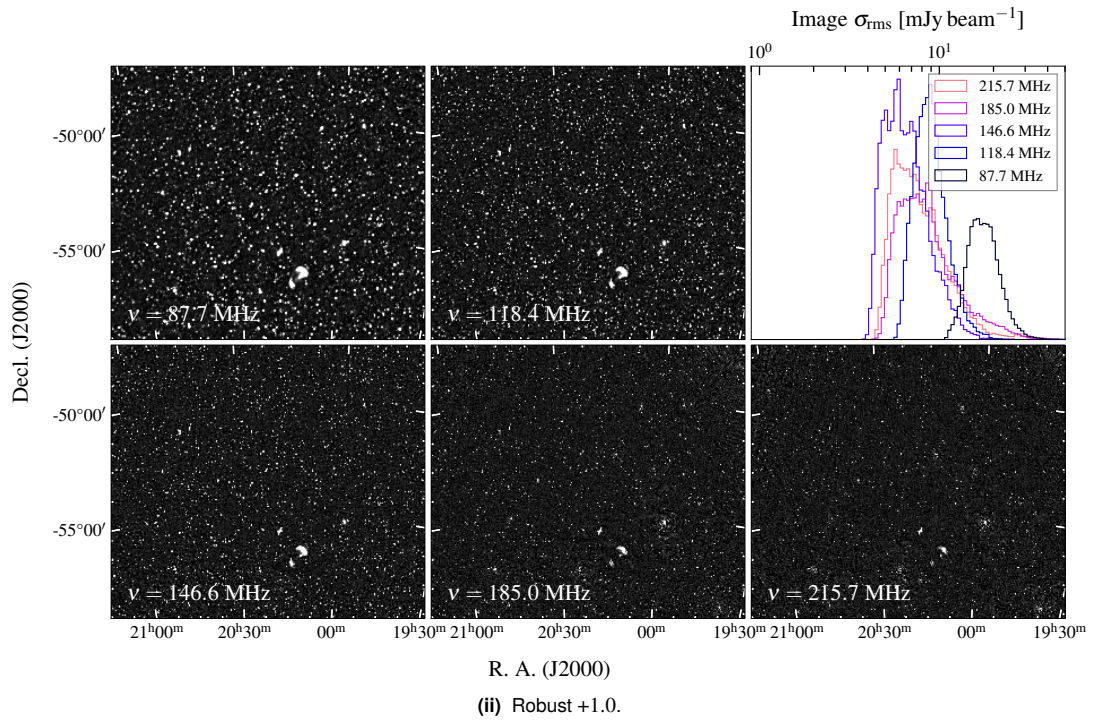 Image σrms [mJy beam−1]
10^0 10^1
215.7 MHz
185.0 MHz
146.6 MHz
118.4 MHz
87.7 MHz
-50°00′
-55°00′
ν = 87.7 MHz
ν = 118.4 MHz
Decl. (J2000)
-50°00′
-55°00′
ν = 146.6 MHz
ν = 185.0 MHz
ν = 215.7 MHz
21h00m 20h30m 00m 19h30m 21h00m 20h30m 00m 19h30m 21h00m 20h30m 00m 19h30m
R. A. (J2000)
(ii) Robust +1.0.